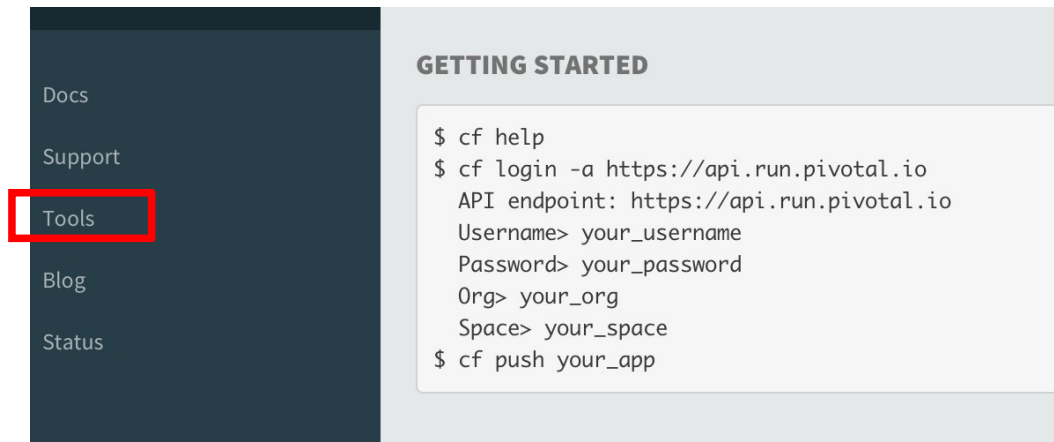 Docs
Support
Tools
Blog
Status
GETTING STARTED
$ cf help
$ cf login -a https://api.run.pivotal.io
API endpoint: https://api.run.pivotal.io
Username> your_username
Password> your_password
Org> your_org
Space> your_space
$ cf push your_app